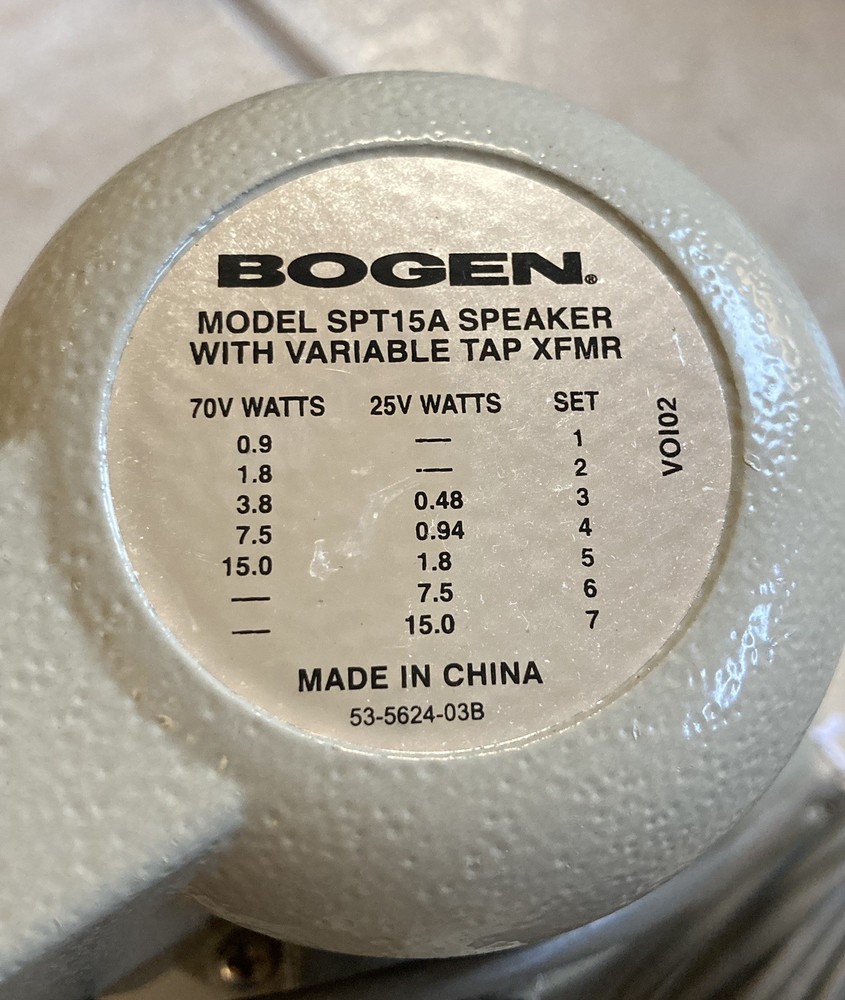 BOGEN®
MODEL SPT15A SPEAKER
WITH VARIABLE TAP XFMR
70V WATTS 25V WATTS SET
0.9 — 1
1.8 — 2
3.8 0.48 3
7.5 0.94 4
15.0 1.8 5
— 7.5 6
— 15.0 7
VOI02
MADE IN CHINA
53-5624-03B